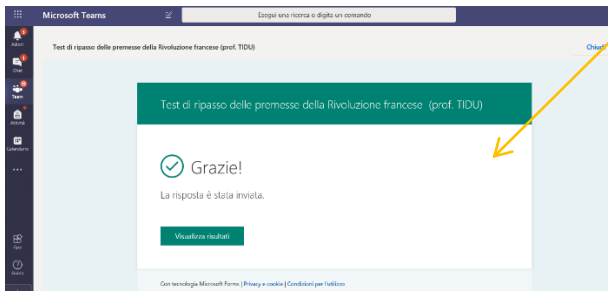 Microsoft Teams
Esegui una ricerca o digita un comando
Test di ripasso delle premesse della Rivoluzione francese (prof. TIDU)
Chiudi
Test di ripasso delle premesse della Rivoluzione francese (prof. TIDU)
Grazie!
La risposta è stata inviata.
Visualizza risultati
Con tecnologia Microsoft Forms | Privacy e cookie | Condizioni per l'utilizzo
Chat
Team
Attività
Calendario
App